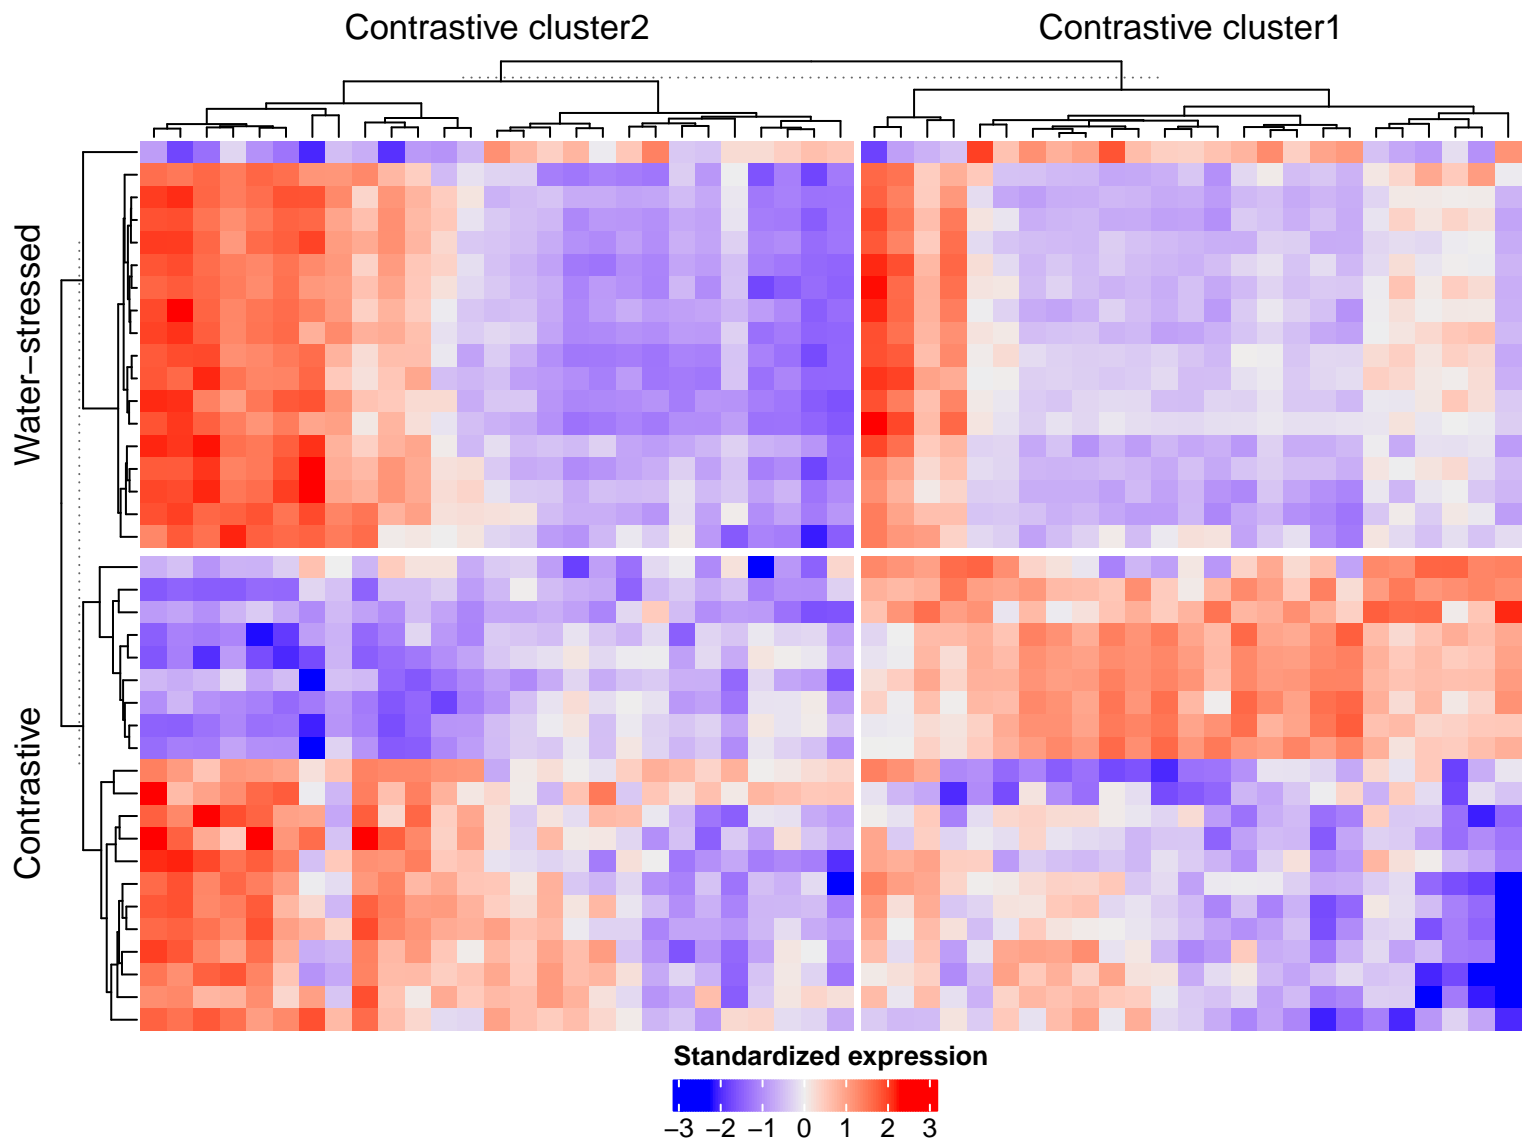 Contrastive cluster2
Contrastive cluster1
Water−stressed
Contrastive
Standardized expression
−3 −2 −1 0 1 2 3